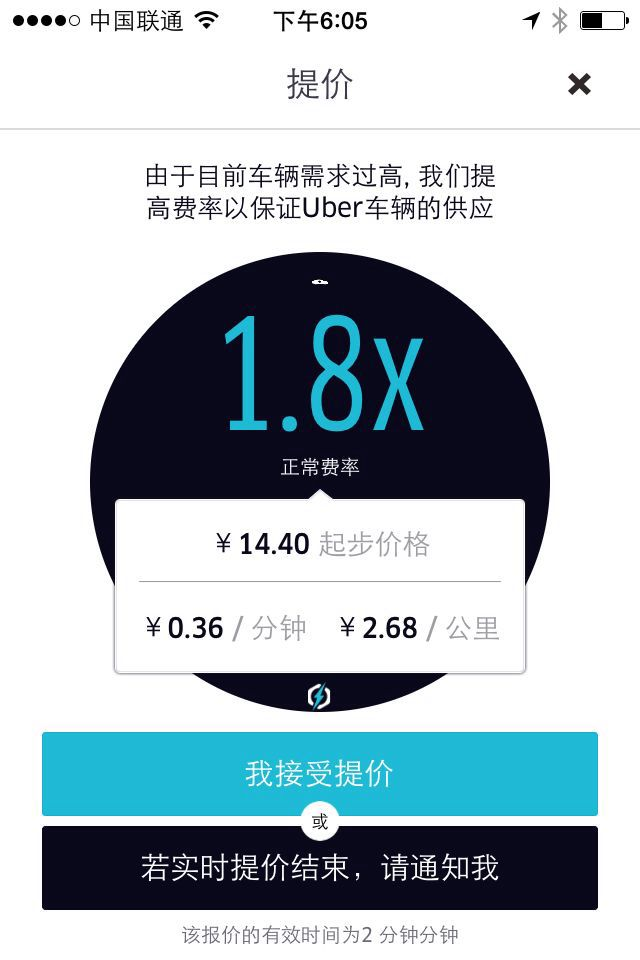 中国联通 下午6:05
提价
由于目前车辆需求过高, 我们提
高费率以保证Uber车辆的供应
1.8x
正常费率
¥ 14.40 起步价格
¥ 0.36 / 分钟 ¥ 2.68 / 公里
我接受提价
或
若实时提价结束，请通知我
该报价的有效时间为2 分钟分钟